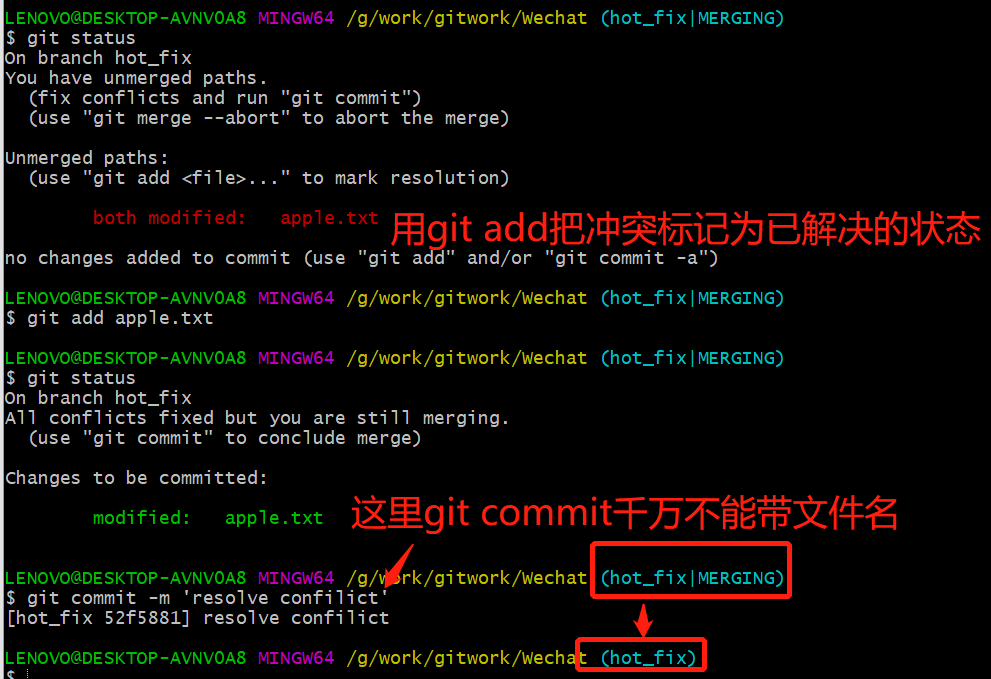 LENOVO@DESKTOP-AVNV0A8 MINGW64 /g/work/gitwork/Wechat (hot_fix|MERGING)
$ git status
On branch hot_fix
You have unmerged paths.
  (fix conflicts and run "git commit")
  (use "git merge --abort" to abort the merge)
Unmerged paths:
  (use "git add <file>..." to mark resolution)
        both modified:   apple.txt
用git add把冲突标记为已解决的状态
no changes added to commit (use "git add" and/or "git commit -a")
LENOVO@DESKTOP-AVNV0A8 MINGW64 /g/work/gitwork/Wechat (hot_fix|MERGING)
$ git add apple.txt
LENOVO@DESKTOP-AVNV0A8 MINGW64 /g/work/gitwork/Wechat (hot_fix|MERGING)
$ git status
On branch hot_fix
All conflicts fixed but you are still merging.
  (use "git commit" to conclude merge)
Changes to be committed:
        modified:   apple.txt
这里git commit千万不能带文件名
LENOVO@DESKTOP-AVNV0A8 MINGW64 /g/work/gitwork/Wechat (hot_fix|MERGING)
$ git commit -m 'resolve confilict'
[hot_fix 52f5881] resolve confilict
LENOVO@DESKTOP-AVNV0A8 MINGW64 /g/work/gitwork/Wechat (hot_fix)
$